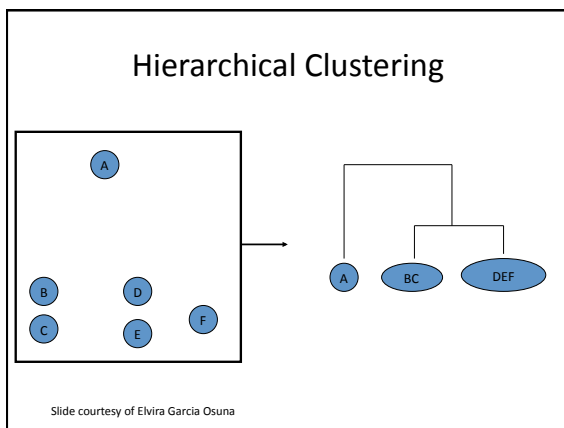 Hierarchical Clustering
A
B
D
C
E
F
A
BC
DEF
Slide courtesy of Elvira Garcia Osuna